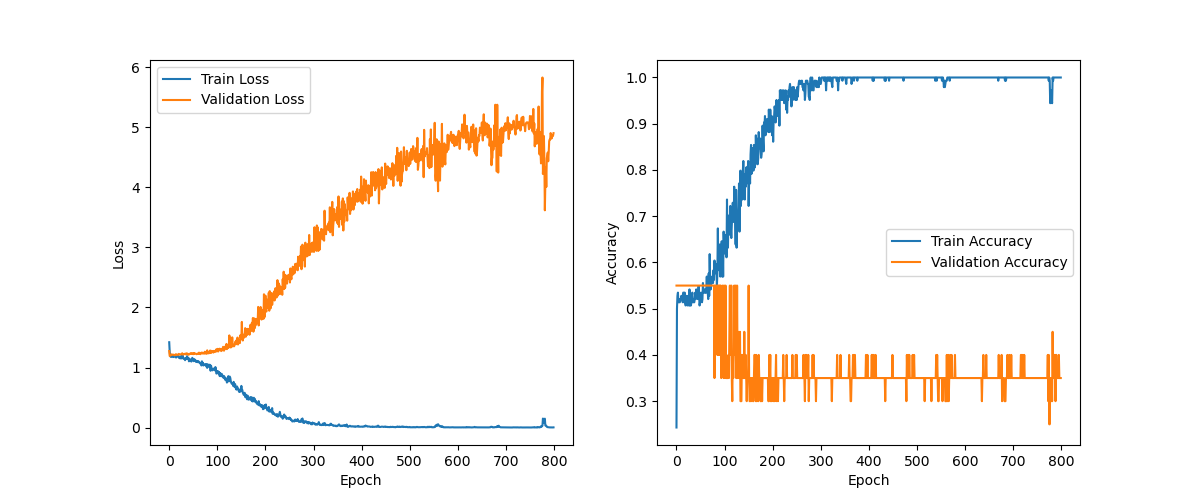 Train Loss
Validation Loss
6
5
4
3
2
1
0
Loss
0 100 200 300 400 500 600 700 800
Epoch
Train Accuracy
Validation Accuracy
1.0
0.9
0.8
0.7
0.6
0.5
0.4
0.3
Accuracy
0 100 200 300 400 500 600 700 800
Epoch